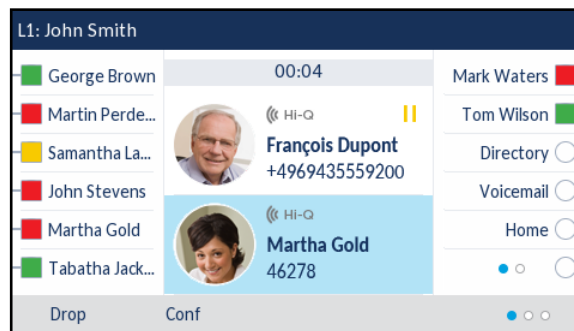 L1: John Smith
George Brown
Martin Perde...
Samantha La...
John Stevens
Martha Gold
Tabatha Jack...
00:04
Hi-Q
François Dupont
+4969435559200
Hi-Q
Martha Gold
46278
Mark Waters
Tom Wilson
Directory
Voicemail
Home
Drop
Conf